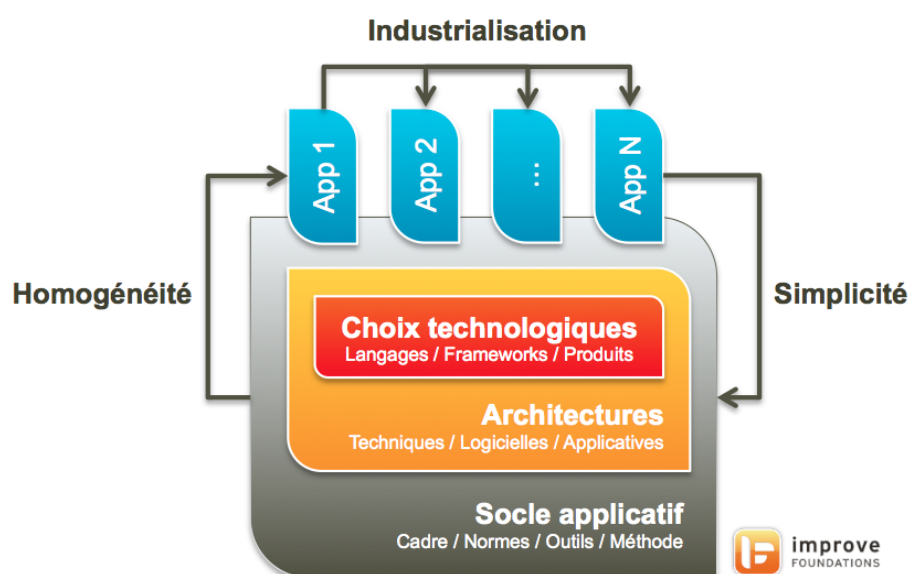 Industrialisation
App 1
App 2
...
App N
Homogénéité
Simplicité
Choix technologiques
Langages / Frameworks / Produits
Architectures
Techniques / Logicielles / Applicatives
Socle applicatif
Cadre / Normes / Outils / Méthode
improve
FOUNDATIONS